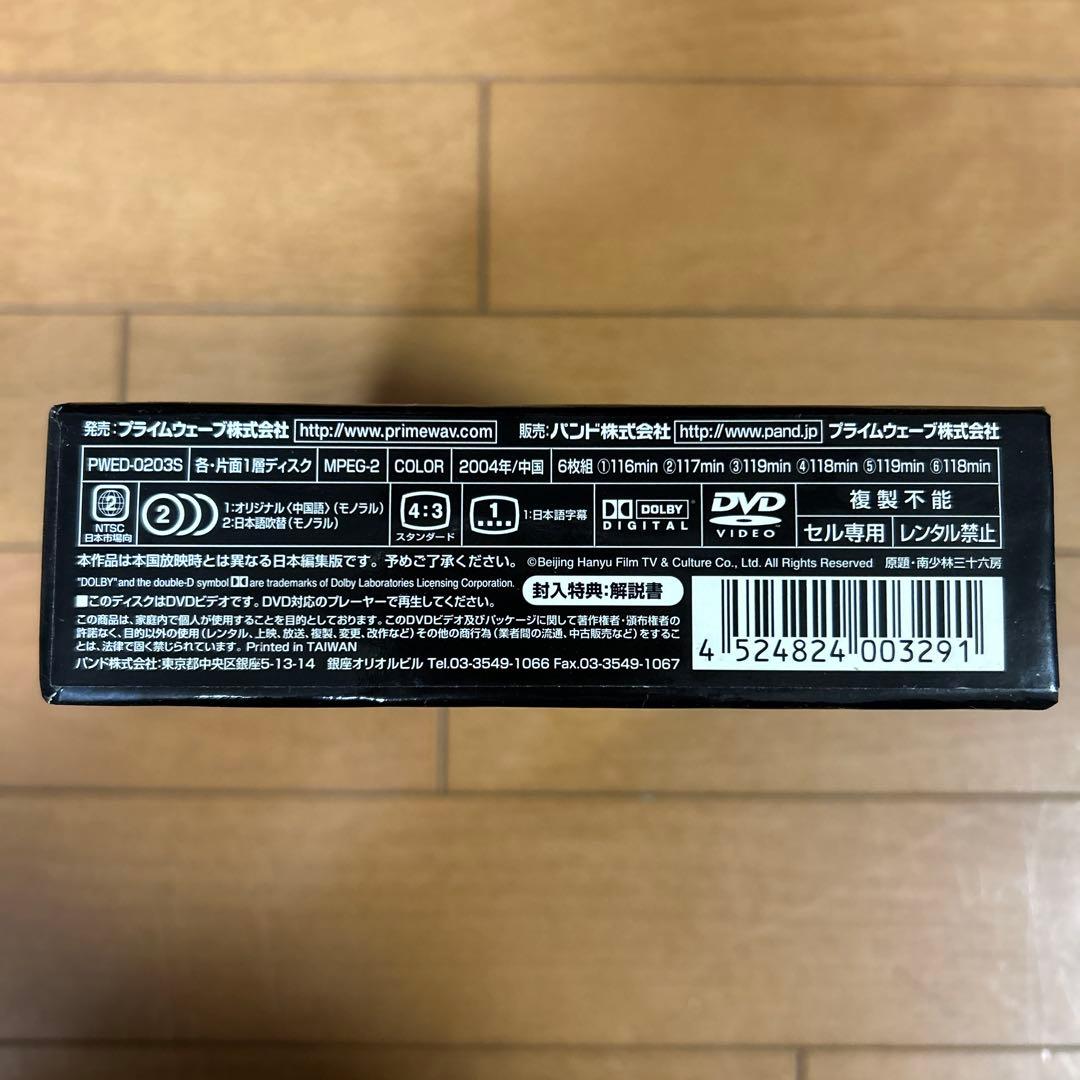 発売：プライムウェーブ株式会社 http://www.primewav.com 販売：パンド株式会社 http://www.pand.jp プライムウェーブ株式会社
PWED-0203S 各・片面1層ディスク MPEG-2 COLOR 2004年/中国 6枚組 ①116min ②117min ③119min ④118min ⑤119min ⑥118min
2 NTSC 日本市場向
2 1:オリジナル〈中国語〉（モノラル）
2:日本語吹替（モノラル）
4:3 スタンダード
1 1:日本語字幕
DOLBY DIGITAL
DVD VIDEO
複製不能
セル専用 レンタル禁止
本作品は本国放映時とは異なる日本編集版です。予めご了承ください。 ©Beijing Hanyu Film TV & Culture Co., Ltd. All Rights Reserved 原題・南少林三十六房
"DOLBY"and the double-D symbol are trademarks of Dolby Laboratories Licensing Corporation.
封入特典：解説書
■このディスクはDVDビデオです。DVD対応のプレーヤーで再生してください。
この商品は、家庭内で個人が使用することを目的としております。このDVDビデオ及びパッケージに関して著作権者・頒布権者の
許諾なく、目的以外の使用（レンタル、上映、放送、複製、変更、改作など）その他の商行為（業者間の流通、中古販売など）をするこ
とは、法律で固く禁じられています。Printed in TAIWAN
パンド株式会社：東京都中央区銀座5-13-14 銀座オリオルビル Tel.03-3549-1066 Fax.03-3549-1067
4 524824 003291